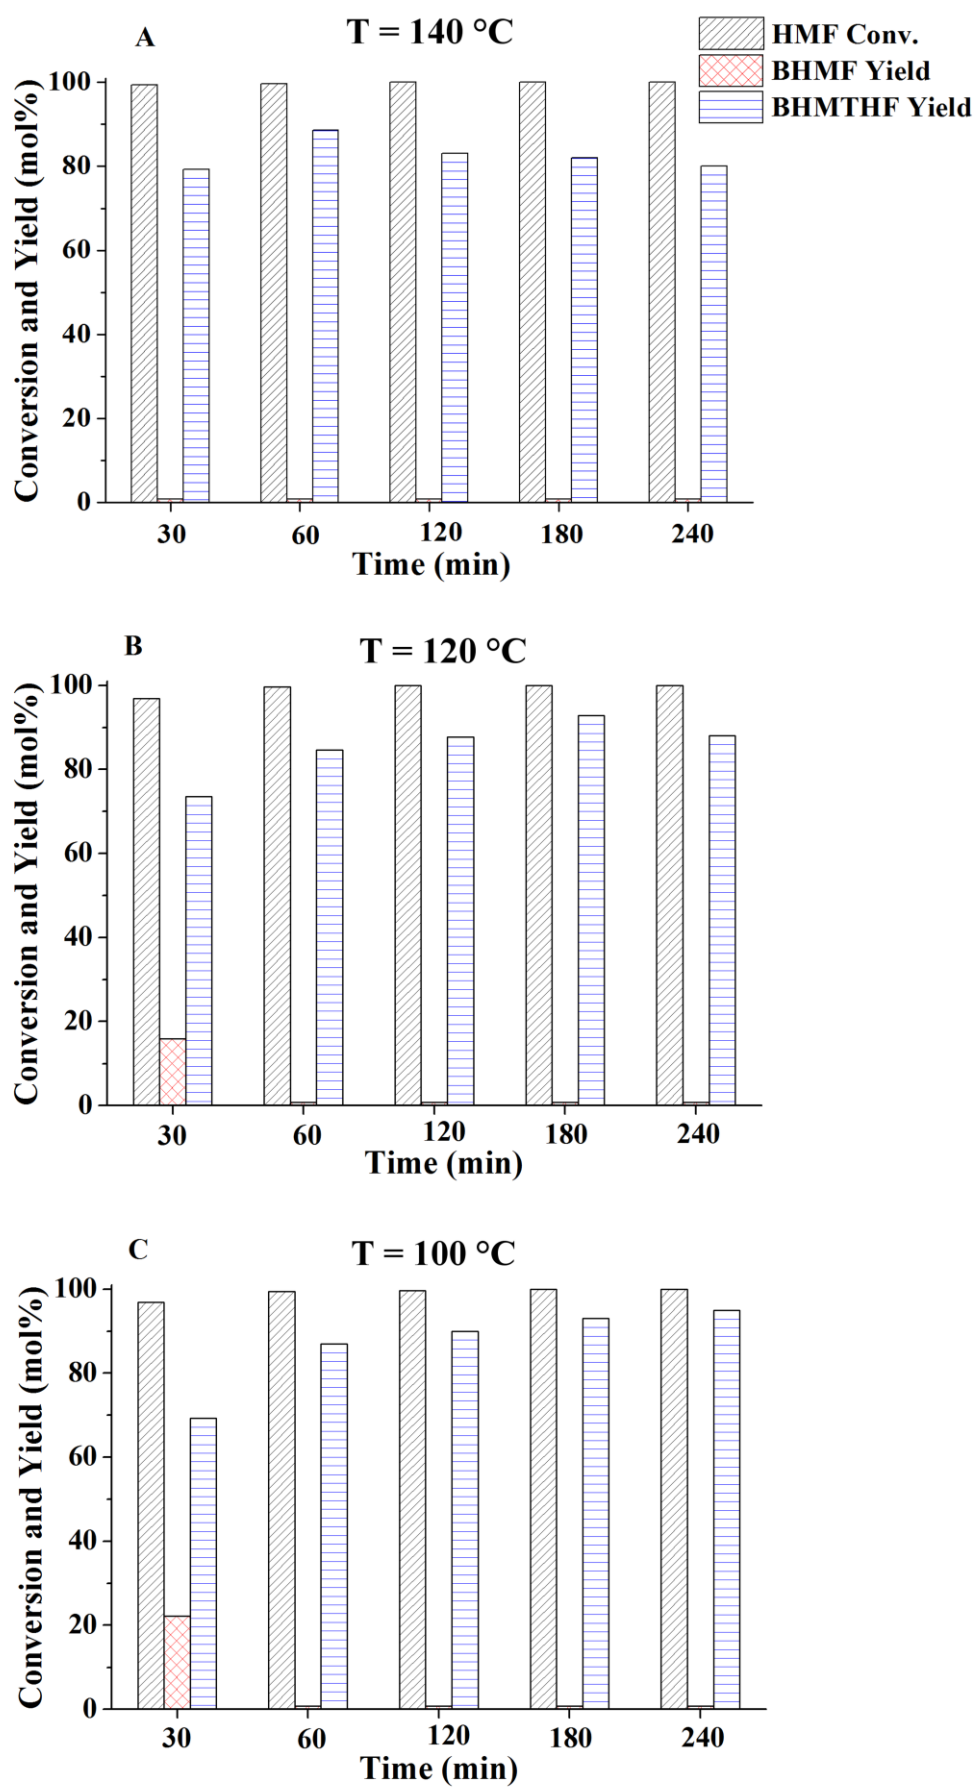 A
T = 140 °C
HMF Conv.
BHMF Yield
BHMTHF Yield
Conversion and Yield (mol%)
100
80
60
40
20
0
30 60 120 180 240
Time (min)
B
T = 120 °C
Conversion and Yield (mol%)
100
80
60
40
20
0
30 60 120 180 240
Time (min)
C
T = 100 °C
Conversion and Yield (mol%)
100
80
60
40
20
0
30 60 120 180 240
Time (min)